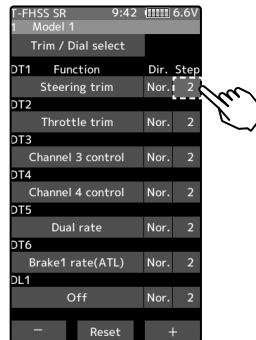 T-FHSS SR 9:42 6.6V
1 Model 1
Trim / Dial select
DT1 Function Dir. Step
Steering trim Nor. 2
DT2
Throttle trim Nor. 2
DT3
Channel 3 control Nor. 2
DT4
Channel 4 control Nor. 2
DT5
Dual rate Nor. 2
DT6
Brake1 rate(ATL) Nor. 2
DL1
Off Nor. 2
− Reset +